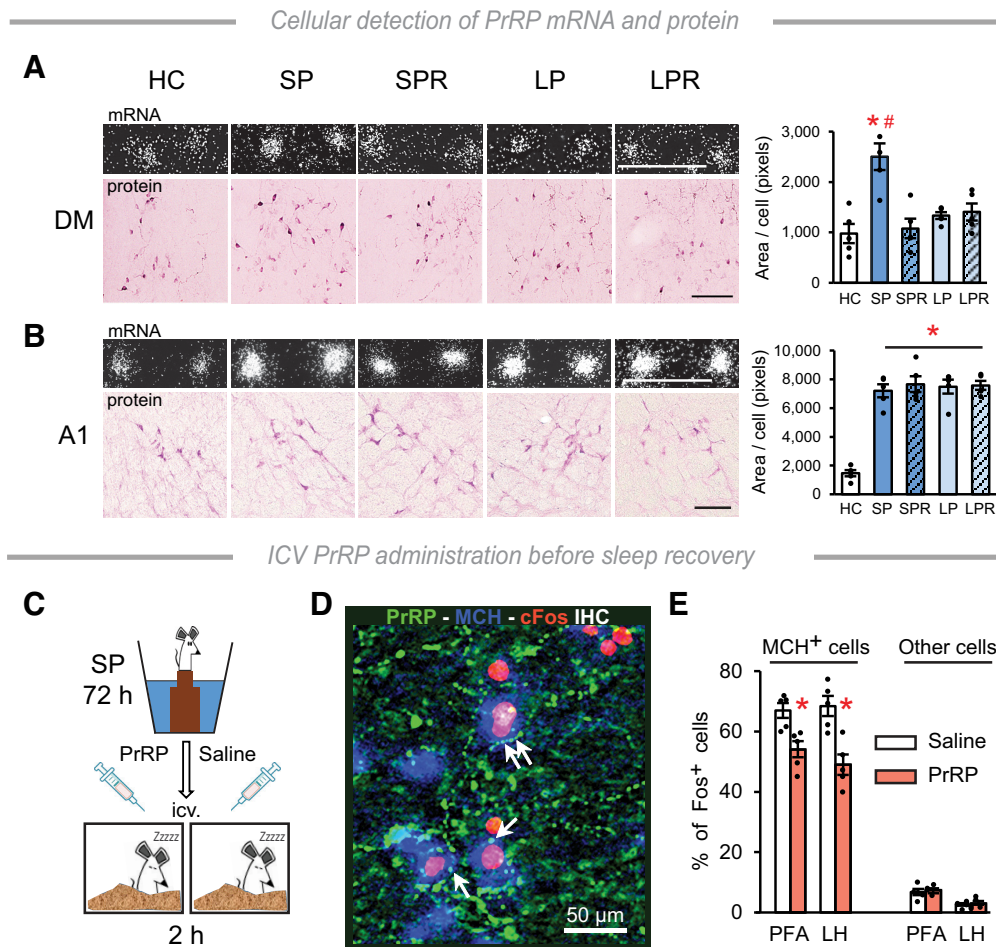 Cellular detection of PrRP mRNA and protein
A
HC SP SPR LP LPR
mRNA
protein
DM
Area / cell (pixels)
3,000
2,000
1,000
0
* #
HC SP SPR LP LPR
B
mRNA
protein
A1
Area / cell (pixels)
10,000
8,000
6,000
4,000
2,000
0
*
HC SP SPR LP LPR
ICV PrRP administration before sleep recovery
C
SP
72 h
PrRP Saline
icv.
Zzzzz Zzzzz
2 h
D
PrRP - MCH - cFos IHC
50 µm
E
MCH+ cells Other cells
% of Fos+ cells
80
60
40
20
0
* *
Saline
PrRP
PFA LH PFA LH